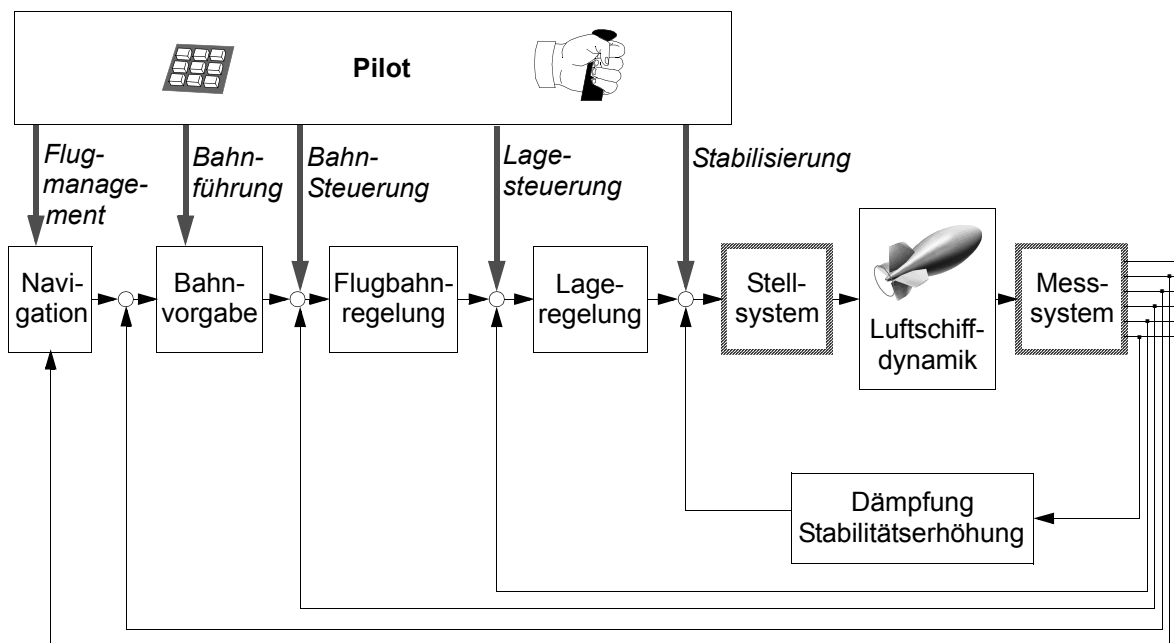 Pilot
Flug-
manage-
ment
Bahn-
führung
Bahn-
Steuerung
Lage-
steuerung
Stabilisierung
Navi-
gation
Bahn-
vorgabe
Flugbahn-
regelung
Lage-
regelung
Stell-
system
Luftschiff-
dynamik
Mess-
system
Dämpfung
Stabilitätserhöhung